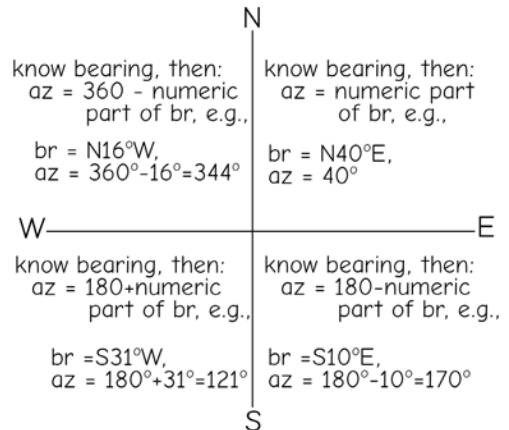 N
know bearing, then:
az = 360 - numeric
part of br, e.g.,
br = N16°W,
az = 360°-16°=344°
know bearing, then:
az = numeric part
of br, e.g.,
br = N40°E,
az = 40°
W
E
know bearing, then:
az = 180+numeric
part of br, e.g.,
br =S31°W,
az = 180°+31°=121°
know bearing, then:
az = 180-numeric
part of br, e.g.,
br =S10°E,
az = 180°-10°=170°
S